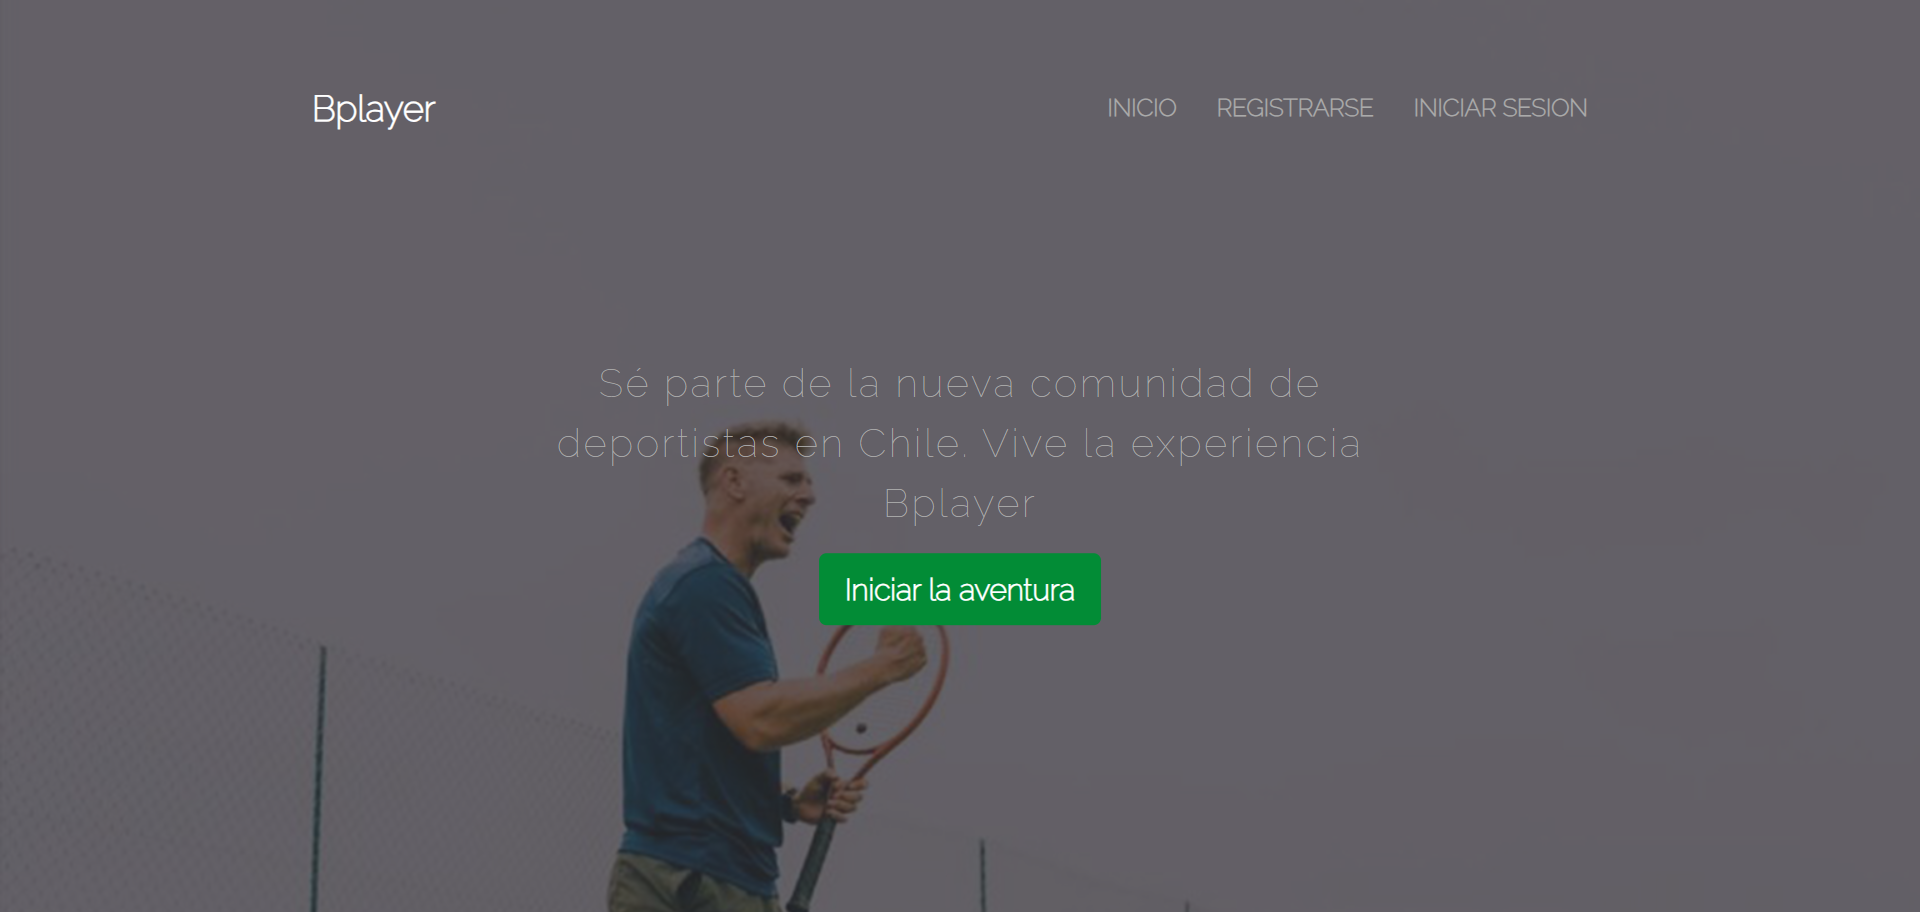 Bplayer
INICIO REGISTRARSE INICIAR SESION
Sé parte de la nueva comunidad de
deportistas en Chile. Vive la experiencia
Bplayer
Iniciar la aventura